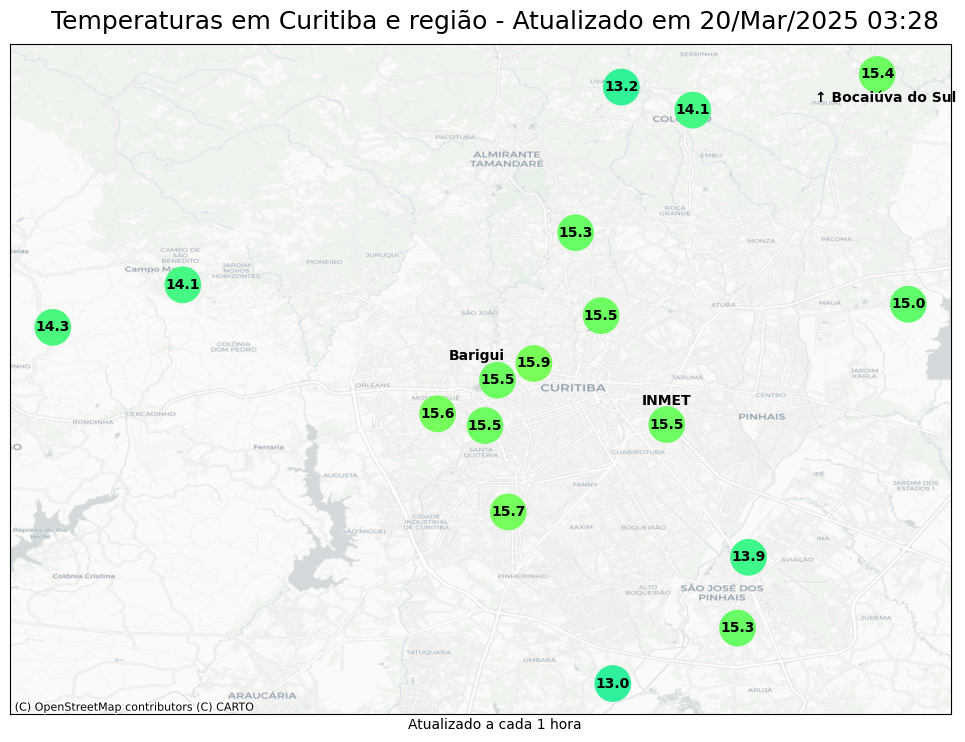 Temperaturas em Curitiba e região - Atualizado em 20/Mar/2025 03:28
SERRINHA
15.4
13.2
↑ Bocaiúva do Sul
14.1
PACOTUBA
ALMIRANTE
TAMANDARÉ
EMBU
ROÇA
GRANDE
15.3
MONZA
PALOMA
CAMPO DE
SÃO
BENEDITO
JURUQUI
PIONEIRO
JARDIM
NOVOS
HORIZONTES
14.1
15.0
MAUÁ
ATUBA
SÃO JOÃO
15.5
14.3
COLÔNIA
DOM PEDRO
Barigui
15.9
JARDIM
KARLA
TARUMÃ
15.5
ORLEANS
CURITIBA
CENTRO
INMET
15.6
CERCADINHO
PINHAIS
RONDINHA
15.5
15.5
Ferraria
SANTA
QUITÉRIA
GUABIROTUBA
AUGUSTA
IPÊ
FANNY
JARDIM DOS
ESTADOS I
15.7
CIDADE
INDUSTRIAL
DE CURITIBA
XAXIM
BOQUEIRÃO
SÃO MIGUEL
Represa do Rio
Verde
INÁ
13.9
AVIAÇÃO
Colônia Cristina
PINHEIRINHO
ALTO
BOQUEIRÃO
SÃO JOSÉ DOS
PINHAIS
JUREMA
15.3
TATUQUARA
UMBARÁ
13.0
ARUJÁ
ARAUCÁRIA
(C) OpenStreetMap contributors (C) CARTO
Atualizado a cada 1 hora